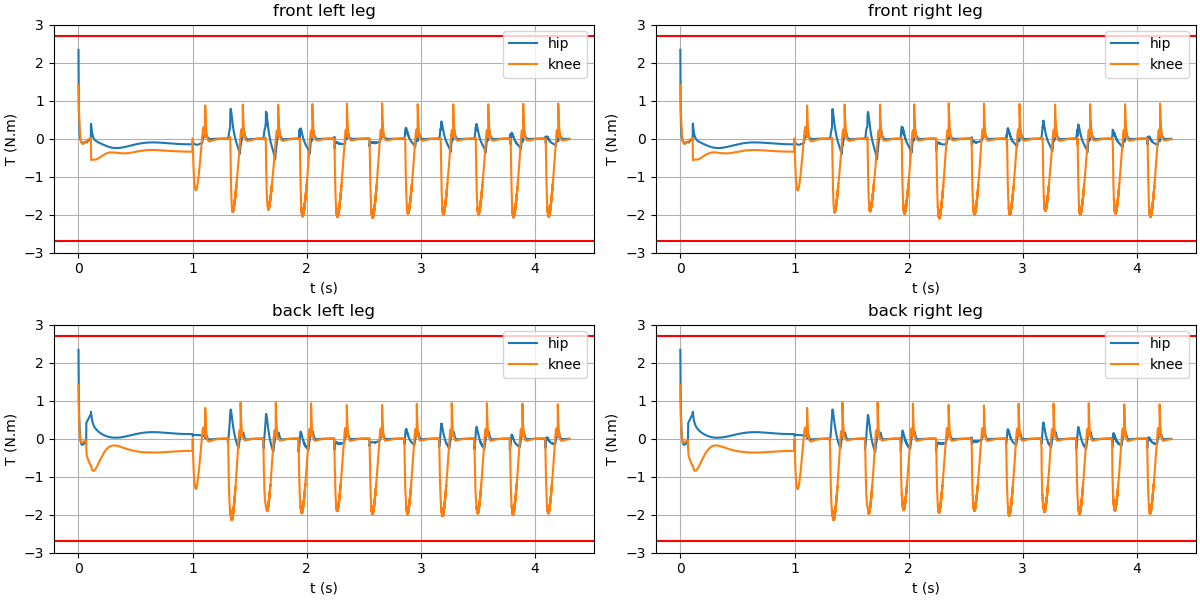 front left leg
3
2
1
0
−1
−2
−3
T (N.m)
hip
knee
0 1 2 3 4
t (s)
front right leg
3
2
1
0
−1
−2
−3
T (N.m)
hip
knee
0 1 2 3 4
t (s)
back left leg
3
2
1
0
−1
−2
−3
T (N.m)
hip
knee
0 1 2 3 4
t (s)
back right leg
3
2
1
0
−1
−2
−3
T (N.m)
hip
knee
0 1 2 3 4
t (s)